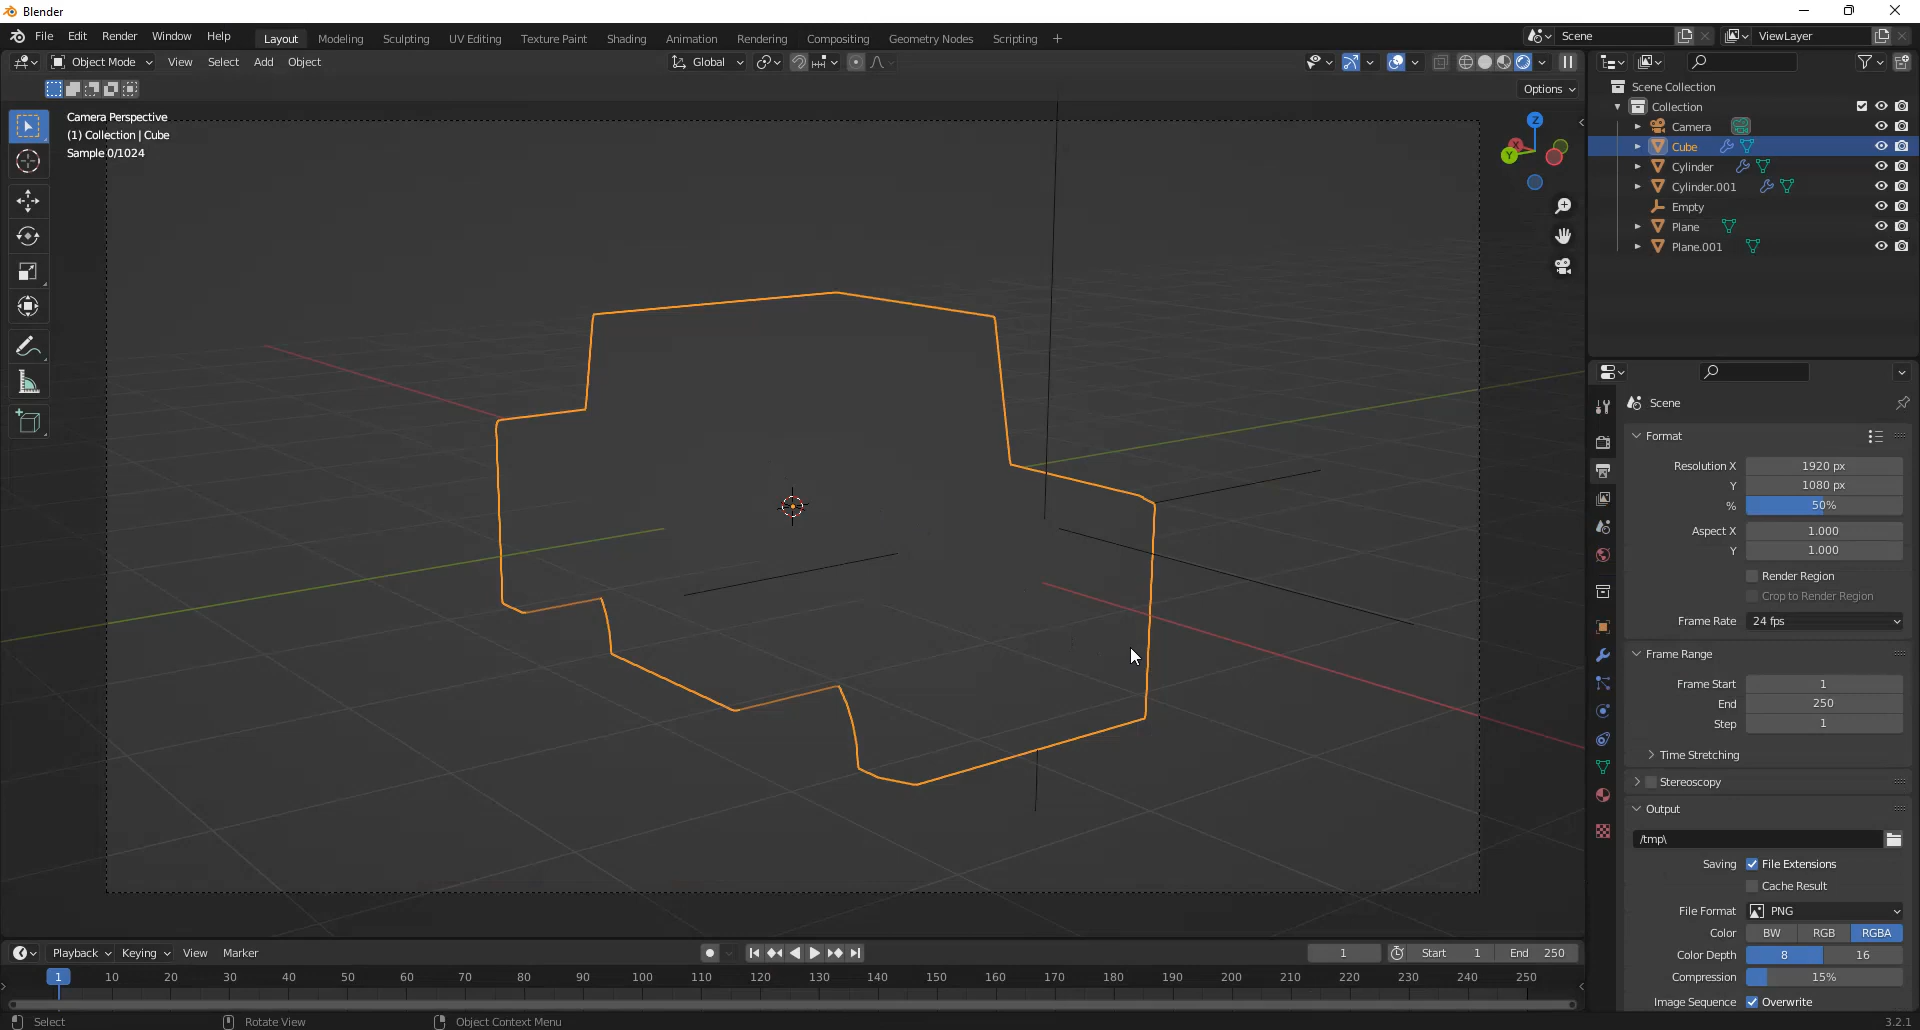 Blender
File Edit Render Window Help Layout Modeling Sculpting UV Editing Texture Paint Shading Animation Rendering Compositing Geometry Nodes Scripting + Scene ViewLayer
Object Mode View Select Add Object Global
Options
Camera Perspective
(1) Collection | Cube
Sample 0/1024
Z
X
Y
Scene Collection
Collection
Camera
Cube
Cylinder
Cylinder.001
Empty
Plane
Plane.001
Scene
Format
Resolution X 1920 px
Y 1080 px
% 50%
Aspect X 1.000
Y 1.000
Render Region
Crop to Render Region
Frame Rate 24 fps
Frame Range
Frame Start 1
End 250
Step 1
Time Stretching
Stereoscopy
Output
/tmp\
Saving File Extensions
Cache Result
File Format PNG
Color BW RGB RGBA
Color Depth 8 16
Compression 15%
Image Sequence Overwrite
Playback Keying View Marker 1 Start 1 End 250
1 10 20 30 40 50 60 70 80 90 100 110 120 130 140 150 160 170 180 190 200 210 220 230 240 250
Select Rotate View Object Context Menu 3.2.1